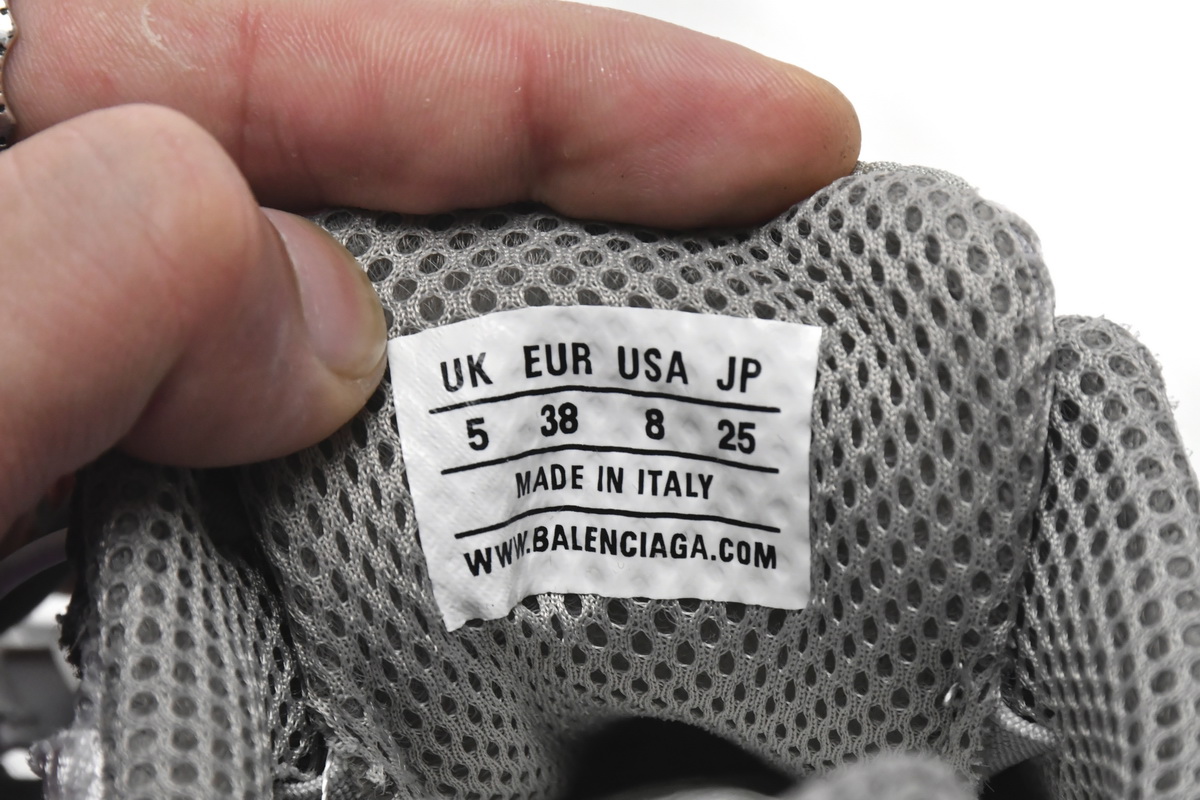 UK EUR USA JP
5 38 8 25
MADE IN ITALY
WWW.BALENCIAGA.COM